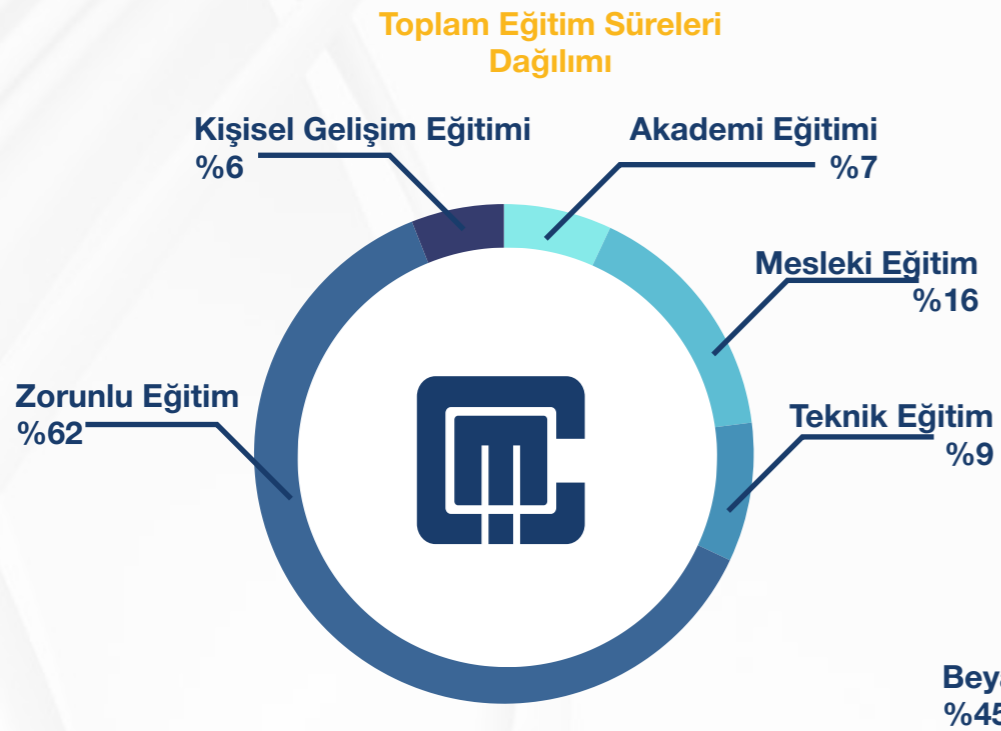 Toplam Eğitim Süreleri
Dağılımı
Kişisel Gelişim Eğitimi
%6
Akademi Eğitimi
%7
Mesleki Eğitim
%16
Zorunlu Eğitim
%62
Teknik Eğitim
%9
%45